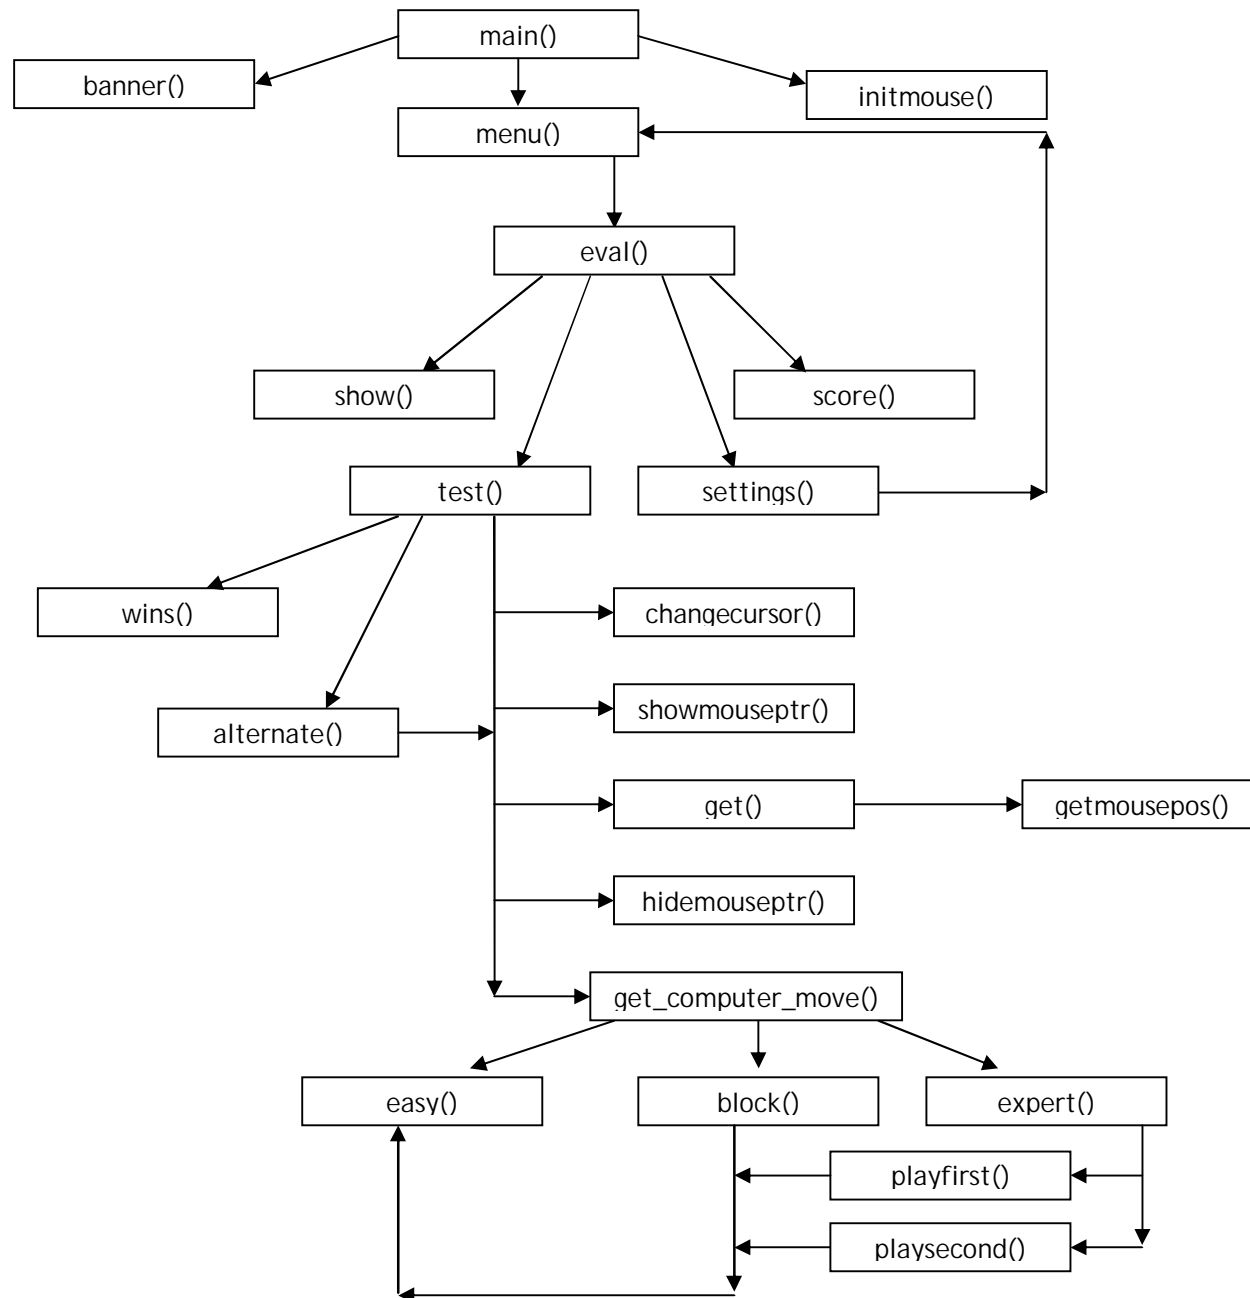 main()
banner()
initmouse()
menu()
eval()
show()
score()
test()
settings()
wins()
changecursor()
showmouseptr()
alternate()
get()
getmousepos()
hidemouseptr()
get_computer_move()
easy()
block()
expert()
playfirst()
playsecond()